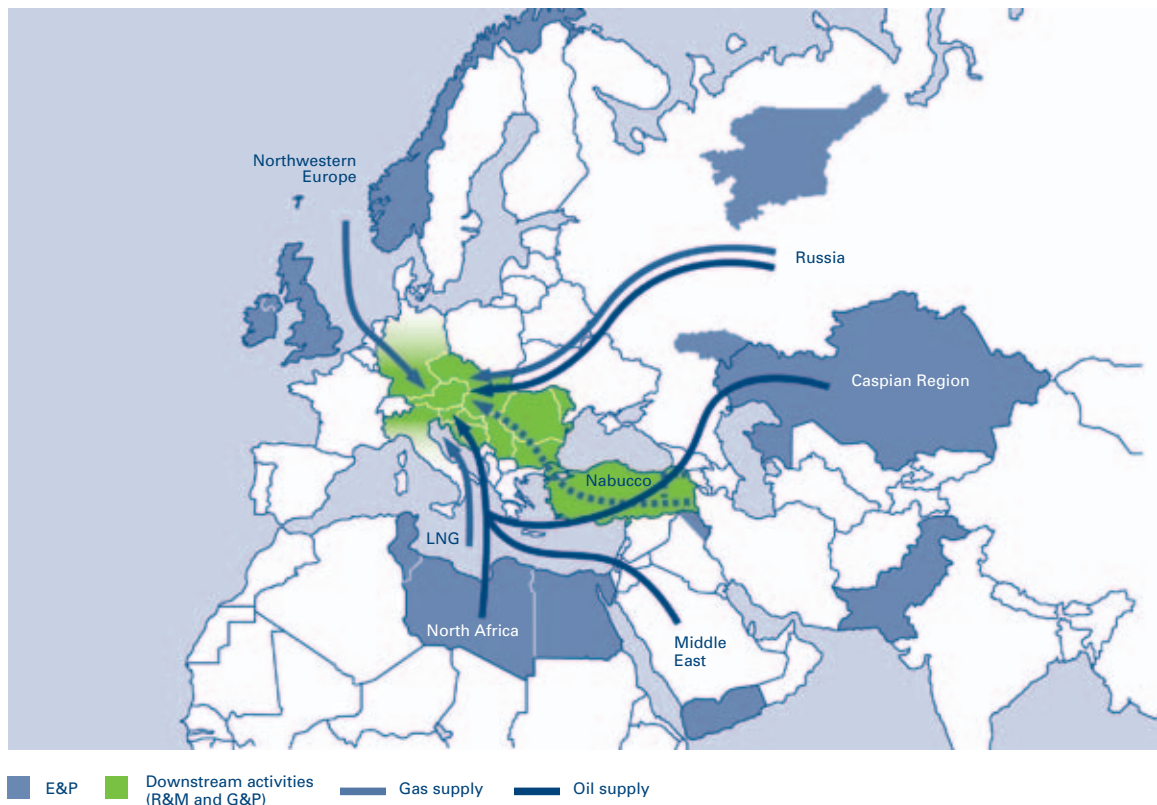 Northwestern
Europe
Russia
Caspian Region
Nabucco
LNG
North Africa
Middle
East
E&P
Downstream activities
(R&M and G&P)
Gas supply
Oil supply